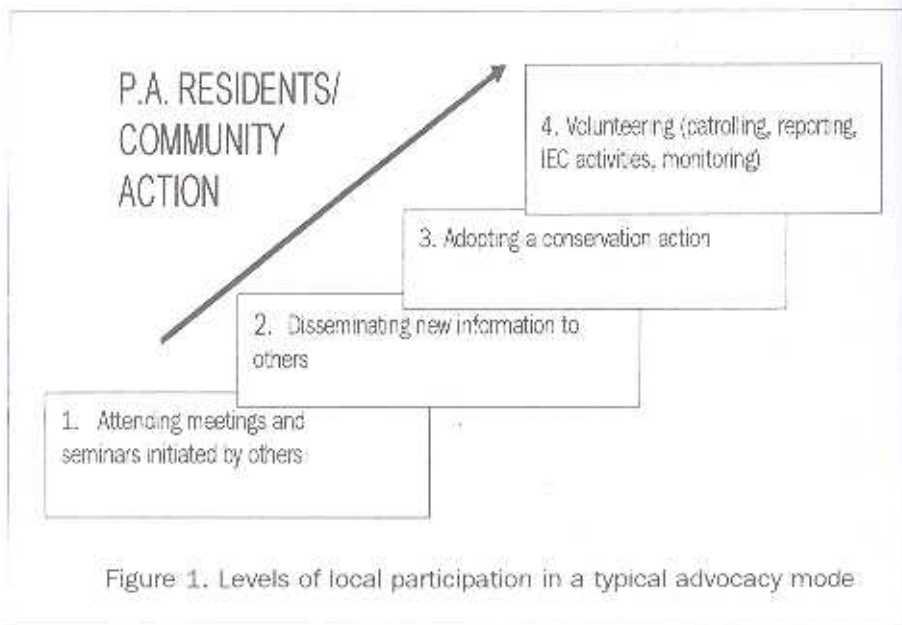 P.A. RESIDENTS/
COMMUNITY
ACTION
4. Volunteering (patrolling, reporting,
IEC activities, monitoring)
3. Adopting a conservation action
2. Disseminating new information to
others
1. Attending meetings and
seminars initiated by others
Figure 1. Levels of local participation in a typical advocacy mode